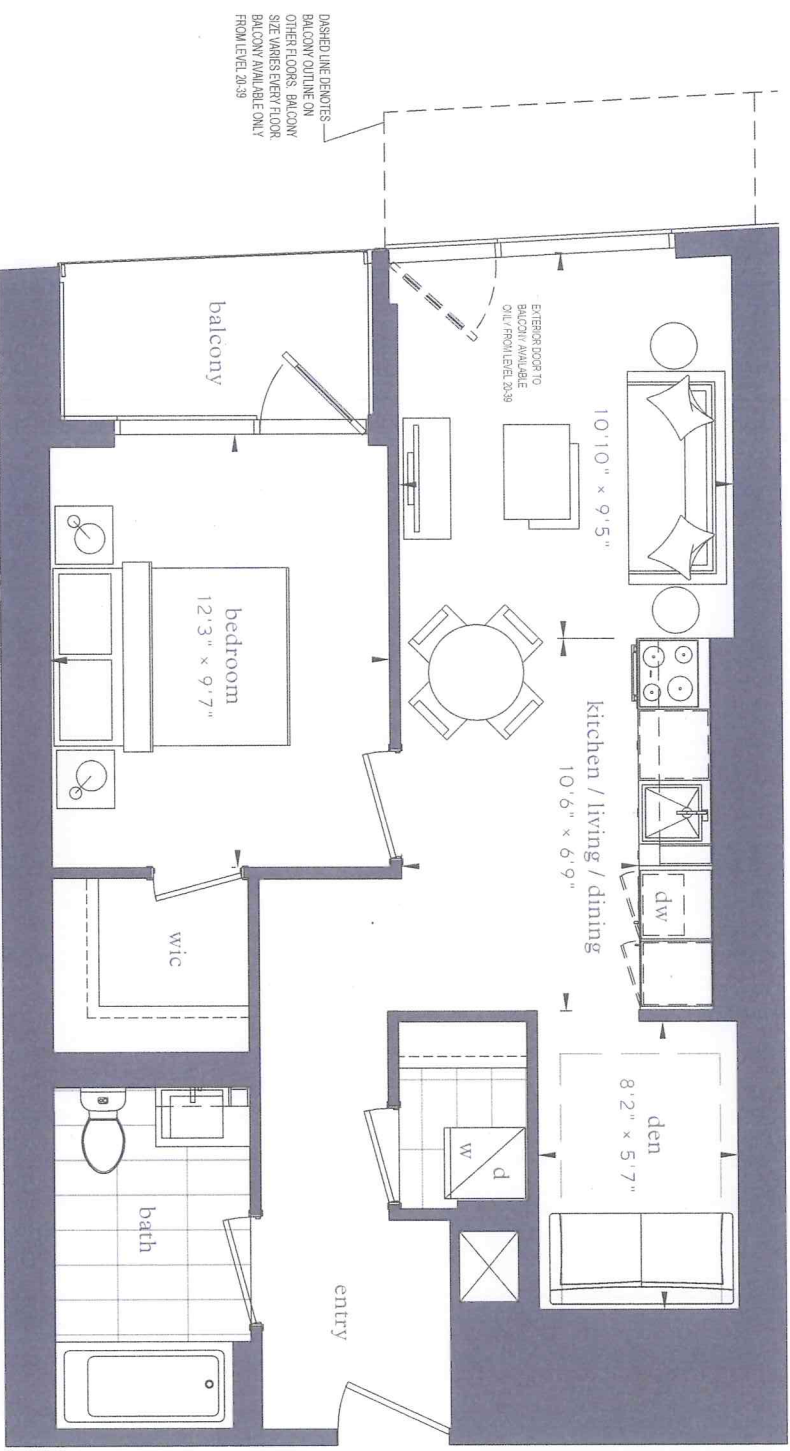 DASHED LINE DENOTES
BALCONY OUTLINE ON
OTHER FLOORS. BALCONY
SIZE VARIES EVERY FLOOR.
BALCONY AVAILABLE ONLY
FROM LEVEL 20-39
balcony
EXTERIOR DOOR TO
BALCONY AVAILABLE
ONLY FROM LEVEL 20-39
10'10" × 9'5"
bedroom
12'3" × 9'7"
kitchen / living / dining
10'6" × 6'9"
dw
wic
den
8'2" × 5'7"
d
w
bath
entry